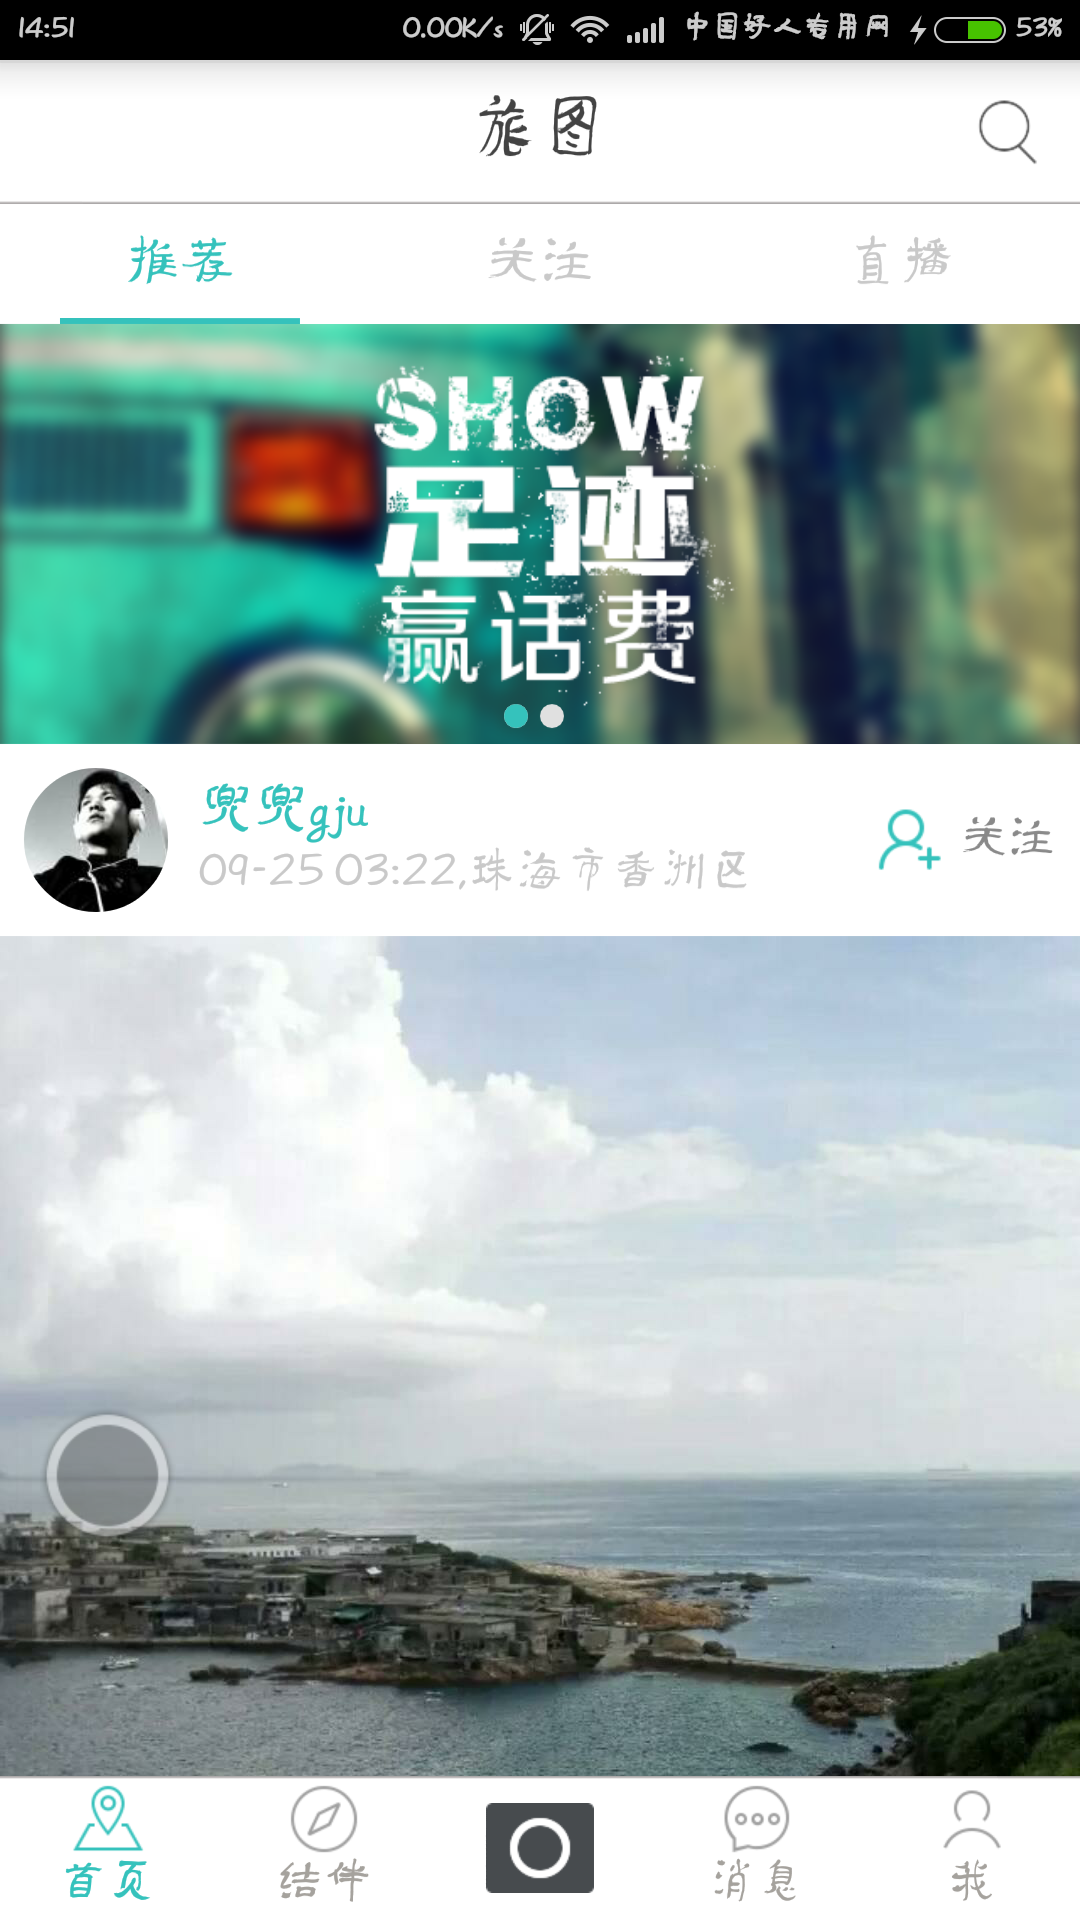 14:51 0.00K/s 中国好人专用网 53%
旅图
推荐 关注 直播
SHOW
足迹
赢话费
兜兜gju
09-25 03:22,珠海市香洲区
关注
首页 结伴 消息 我